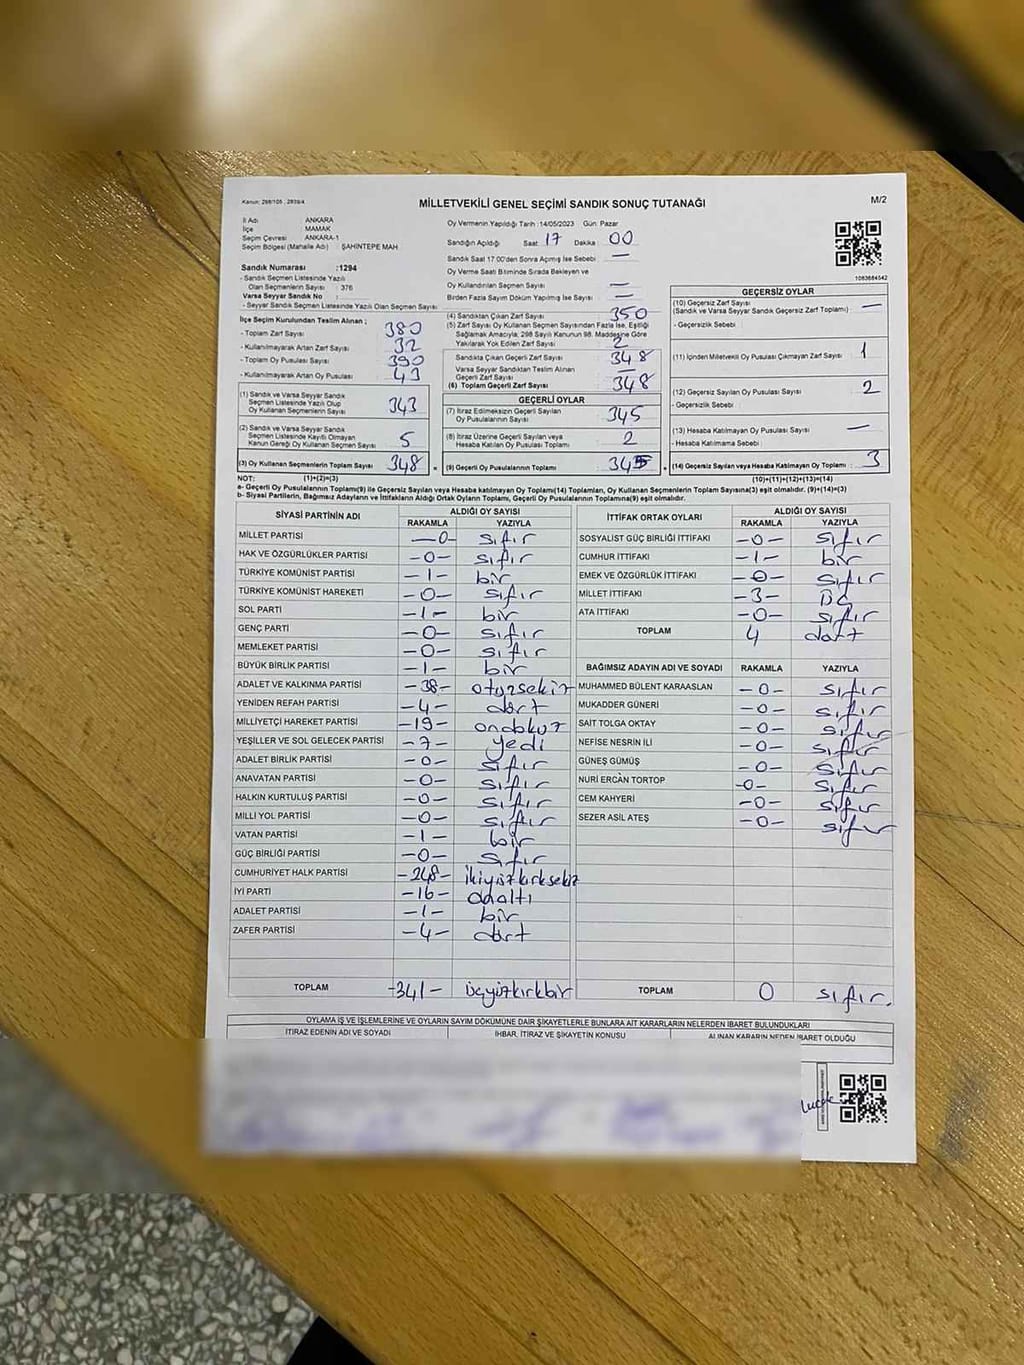 Kanun: 298/105 , 2839/4
MİLLETVEKİLİ GENEL SEÇİMİ SANDIK SONUÇ TUTANAĞI
M/2
İl Adı ANKARA
İlçe MAMAK
Seçim Çevresi ANKARA-1
Seçim Bölgesi (Mahalle Adı) ŞAHİNTEPE MAH
Sandık Numarası :1294
- Sandık Seçmen Listesinde Yazılı
Olan Seçmenlerin Sayısı : 376
Varsa Seyyar Sandık No :
- Seyyar Sandık Seçmen Listesinde Yazılı Olan Seçmen Sayısı
İlçe Seçim Kurulundan Teslim Alınan ;
- Toplam Zarf Sayısı 380
- Kullanılmayarak Artan Zarf Sayısı 32
- Toplam Oy Pusulası Sayısı 390
- Kullanılmayarak Artan Oy Pusulası 43
(1) Sandık ve Varsa Seyyar Sandık
Seçmen Listesinde Yazılı Olup
Oy Kullanan Seçmenlerin Sayısı 343
(2) Sandık ve Varsa Seyyar Sandık
Seçmen Listesinde Kayıtlı Olmayan
Kanun Gereği Oy Kullanan Seçmen Sayısı 5
(3) Oy Kullanan Seçmenlerin Toplam Sayısı 348
Oy Vermenin Yapıldığı Tarih :14/05/2023 Gün: Pazar
Sandığın Açıldığı Saat 17 Dakika 00
Sandık Saat 17.00'den Sonra Açılmış İse Sebebi —
Oy Verme Saati Bitiminde Sırada Bekleyen ve
Oy Kullandırılan Seçmen Sayısı —
Birden Fazla Sayım Döküm Yapılmış İse Sayısı —
(4) Sandıktan Çıkan Zarf Sayısı 350
(5) Zarf Sayısı Oy Kullanan Seçmen Sayısından Fazla İse, Eşitliği
Sağlamak Amacıyla; 298 Sayılı Kanunun 98. Maddesine Göre
Yakılarak Yok Edilen Zarf Sayısı 2
Sandıkta Çıkan Geçerli Zarf Sayısı 348
Varsa Seyyar Sandıktan Teslim Alınan
Geçerli Zarf Sayısı —
(6) Toplam Geçerli Zarf Sayısı 348
GEÇERLİ OYLAR
(7) İtiraz Edilmeksizin Geçerli Sayılan
Oy Pusulalarının Sayısı 345
(8) İtiraz Üzerine Geçerli Sayılan veya
Hesaba Katılan Oy Pusulası Toplamı 2
(9) Geçerli Oy Pusulalarının Toplamı 345
1083684542
GEÇERSİZ OYLAR
(10) Geçersiz Zarf Sayısı
(Sandık ve Varsa Seyyar Sandık Geçersiz Zarf Toplamı) —
- Geçersizlik Sebebi :
(11) İçinden Milletvekili Oy Pusulası Çıkmayan Zarf Sayısı 1
(12) Geçersiz Sayılan Oy Pusulası Sayısı 2
- Geçersizlik Sebebi :
(13) Hesaba Katılmayan Oy Pusulası Sayısı —
- Hesaba Katılmama Sebebi :
(14) Geçersiz Sayılan veya Hesaba Katılmayan Oy Toplamı : 3
NOT: (1)+(2)=(3) (10)+(11)+(12)+(13)=(14)
a- Geçerli Oy Pusulalarının Toplamı(9) ile Geçersiz Sayılan veya Hesaba katılmayan Oy Toplamı(14) Toplamları, Oy Kullanan Seçmenlerin Toplam Sayısına(3) eşit olmalıdır. (9)+(14)=(3)
b- Siyasi Partilerin, Bağımsız Adayların ve İttifakların Aldığı Ortak Oyların Toplamı, Geçerli Oy Pusulalarının Toplamına(9) eşit olmalıdır.
SİYASİ PARTİNİN ADI ALDIĞI OY SAYISI
RAKAMLA YAZIYLA
MİLLET PARTİSİ —0— sıfır
HAK VE ÖZGÜRLÜKLER PARTİSİ —0— sıfır
TÜRKİYE KOMÜNİST PARTİSİ —1— bir
TÜRKİYE KOMÜNİST HAREKETİ —0— sıfır
SOL PARTİ —1— bir
GENÇ PARTİ —0— sıfır
MEMLEKET PARTİSİ —0— sıfır
BÜYÜK BİRLİK PARTİSİ —1— bir
ADALET VE KALKINMA PARTİSİ —38— otuzsekiz
YENİDEN REFAH PARTİSİ —4— dört
MİLLİYETÇİ HAREKET PARTİSİ —19— ondokuz
YEŞİLLER VE SOL GELECEK PARTİSİ —7— yedi
ADALET BİRLİK PARTİSİ —0— sıfır
ANAVATAN PARTİSİ —0— sıfır
HALKIN KURTULUŞ PARTİSİ —0— sıfır
MİLLİ YOL PARTİSİ —0— sıfır
VATAN PARTİSİ —1— bir
GÜÇ BİRLİĞİ PARTİSİ —0— sıfır
CUMHURİYET HALK PARTİSİ —248— ikiyüzkırksekiz
İYİ PARTİ —16— onaltı
ADALET PARTİSİ —1— bir
ZAFER PARTİSİ —4— dört
TOPLAM —341— üçyüzkırkbir
İTTİFAK ORTAK OYLARI ALDIĞI OY SAYISI
RAKAMLA YAZIYLA
SOSYALİST GÜÇ BİRLİĞİ İTTİFAKI —0— sıfır
CUMHUR İTTİFAKI —1— bir
EMEK VE ÖZGÜRLÜK İTTİFAKI —0— sıfır
MİLLET İTTİFAKI —3— üç
ATA İTTİFAKI —0— sıfır
TOPLAM 4 dört
BAĞIMSIZ ADAYIN ADI VE SOYADI RAKAMLA YAZIYLA
MUHAMMED BÜLENT KARAASLAN —0— sıfır
MUKADDER GÜNERİ —0— sıfır
SAİT TOLGA OKTAY —0— sıfır
NEFİSE NESRİN İLİ —0— sıfır
GÜNEŞ GÜMÜŞ —0— sıfır
NURİ ERCAN TORTOP —0— sıfır
CEM KAHYERİ —0— sıfır
SEZER ASİL ATEŞ —0— sıfır
TOPLAM 0 sıfır.
OYLAMA İŞ VE İŞLEMLERİNE VE OYLARIN SAYIM DÖKÜMÜNE DAİR ŞİKAYETLERLE BUNLARA AİT KARARLARIN NELERDEN İBARET BULUNDUKLARI
İTİRAZ EDENİN ADI VE SOYADI İHBAR, İTİRAZ VE ŞİKAYETİN KONUSU ALINAN KARARIN NEDEN İBARET OLDUĞU